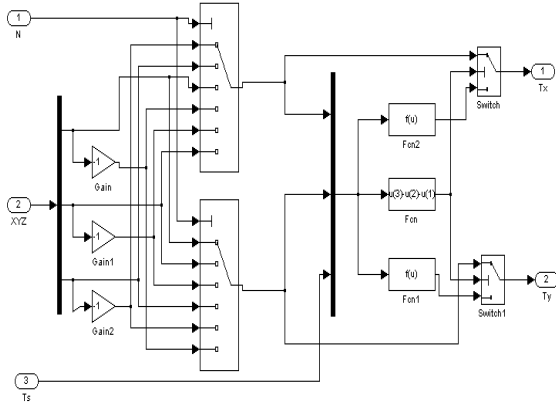 1
N
2
XYZ
3
Ts
-1
Gain
-1
Gain1
-1
Gain2
f(u)
Fcn2
u(3)-u(2)-u(1)
Fcn
f(u)
Fcn1
Switch
1
Tx
Switch1
2
Ty